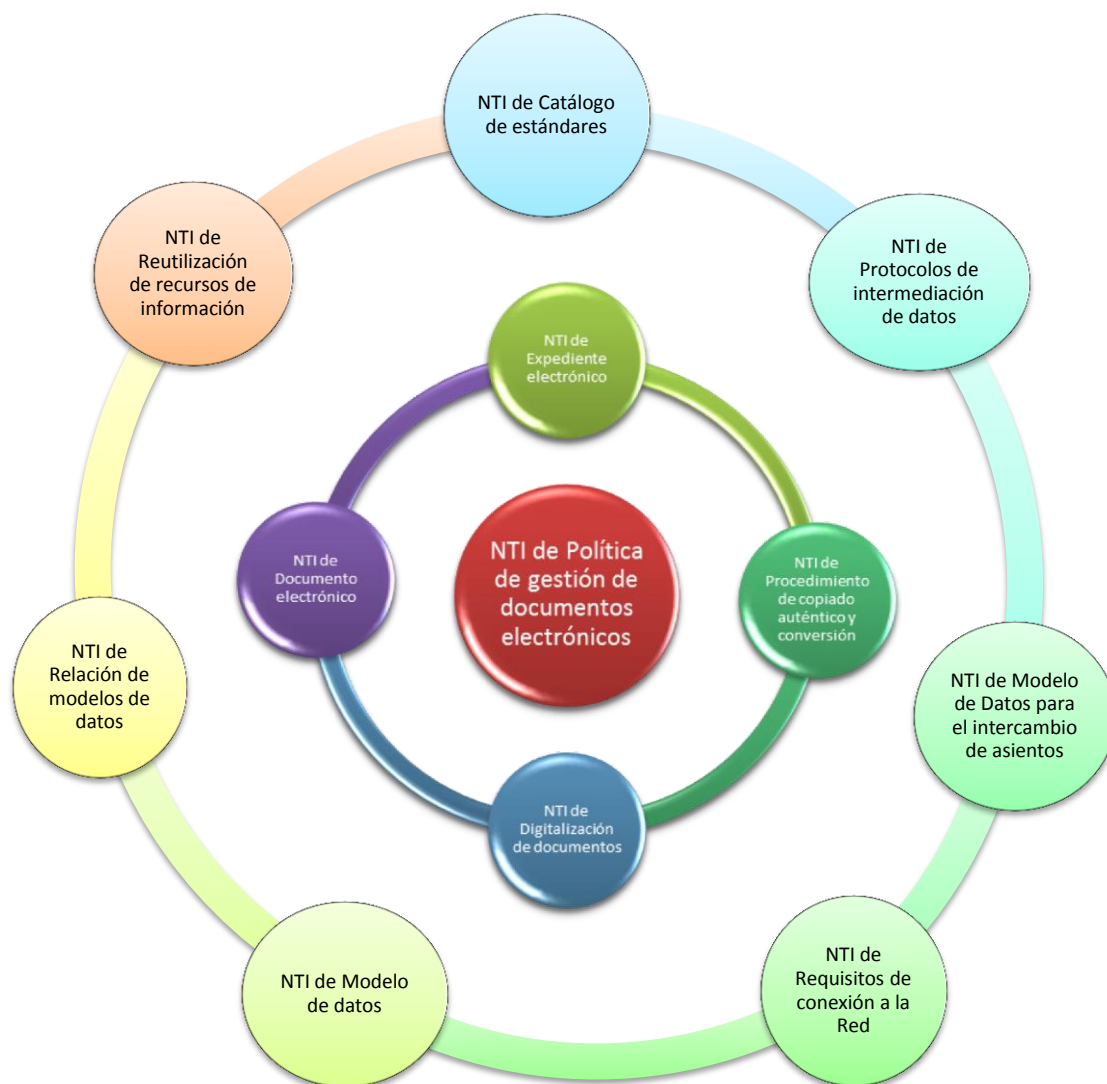 NTI de Catálogo
de estándares
NTI de
Reutilización
de recursos de
información
NTI de
Protocolos de
intermediación
de datos
NTI de
Expediente
electrónico
NTI de
Documento
electrónico
NTI de Política
de gestión de
documentos
electrónicos
NTI de
Procedimiento
de copiado
auténtico y
conversión
NTI de
Relación de
modelos de
datos
NTI de Modelo
de Datos para
el intercambio
de asientos
NTI de
Digitalización
de documentos
NTI de Modelo
de datos
NTI de
Requisitos de
conexión a la
Red